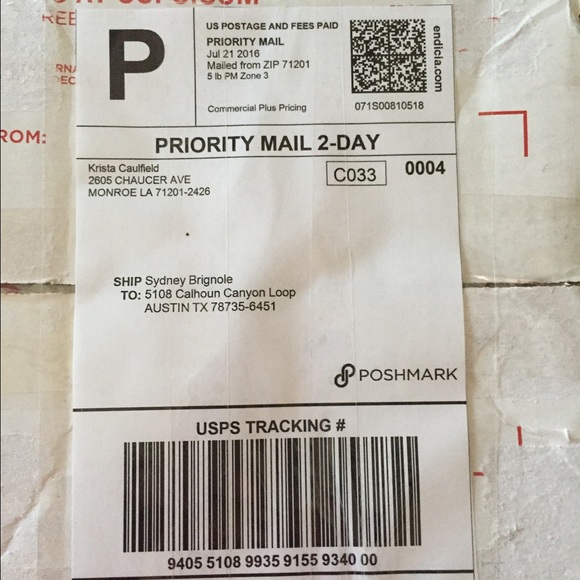 P
US POSTAGE AND FEES PAID
PRIORITY MAIL
Jul 21 2016
Mailed from ZIP 71201
5 lb PM Zone 3
Commercial Plus Pricing
071S00810518
endicia.com
ROM:
PRIORITY MAIL 2-DAY
Krista Caulfield
2605 CHAUCER AVE
MONROE LA 71201-2426
C033
0004
SHIP Sydney Brignole
TO: 5108 Calhoun Canyon Loop
AUSTIN TX 78735-6451
POSHMARK
USPS TRACKING #
9405 5108 9935 9155 9340 00